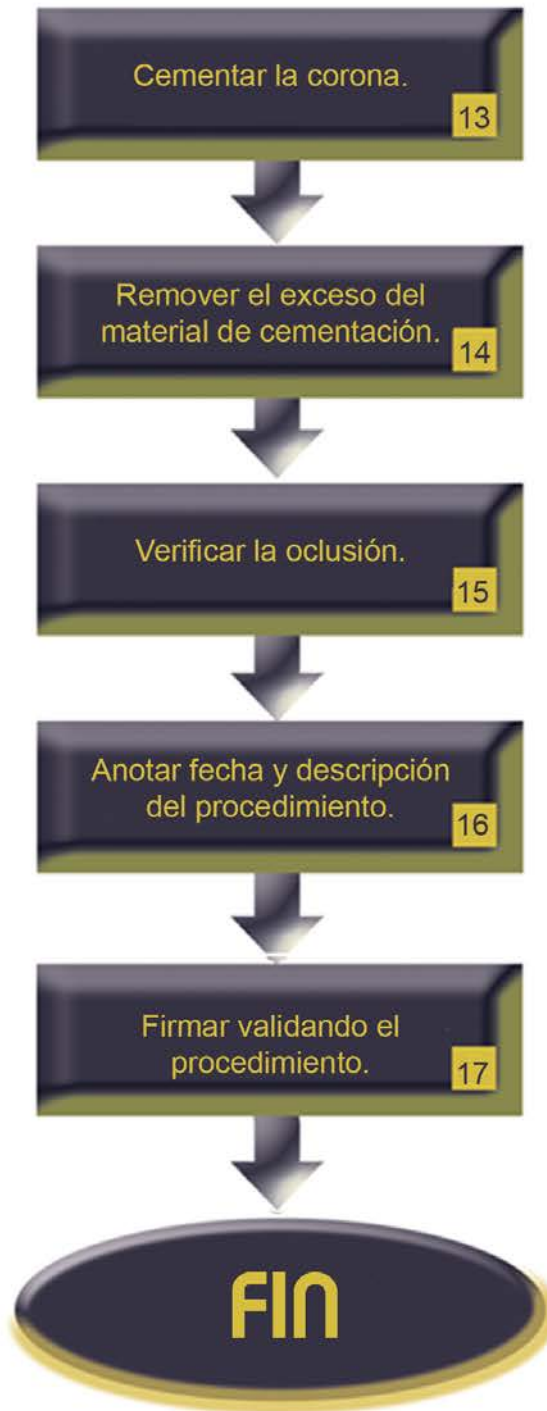 Cementar la corona.
13
Remover el exceso del
material de cementación.
14
Verificar la oclusión.
15
Anotar fecha y descripción
del procedimiento.
16
Firmar validando el
procedimiento.
17
FIN